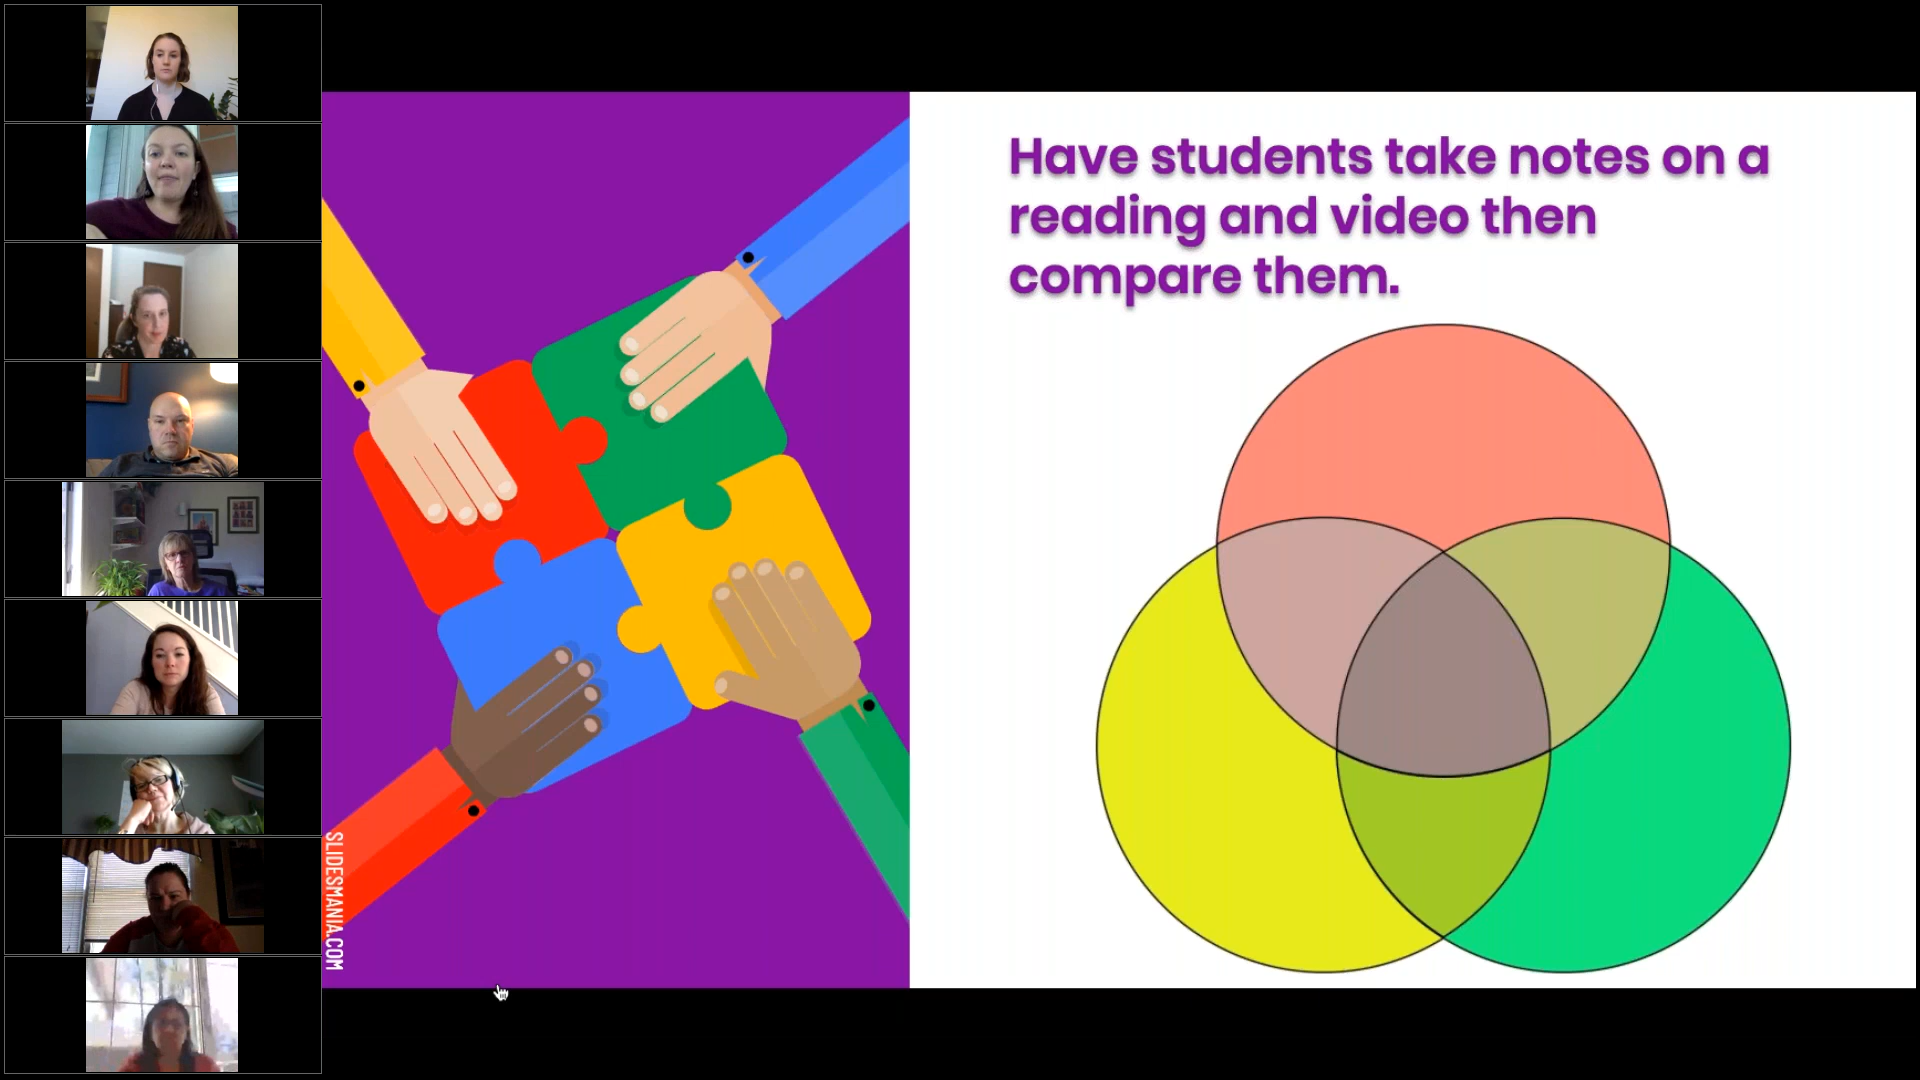 Have students take notes on a
reading and video then
compare them.
SLIDESMANIA.COM